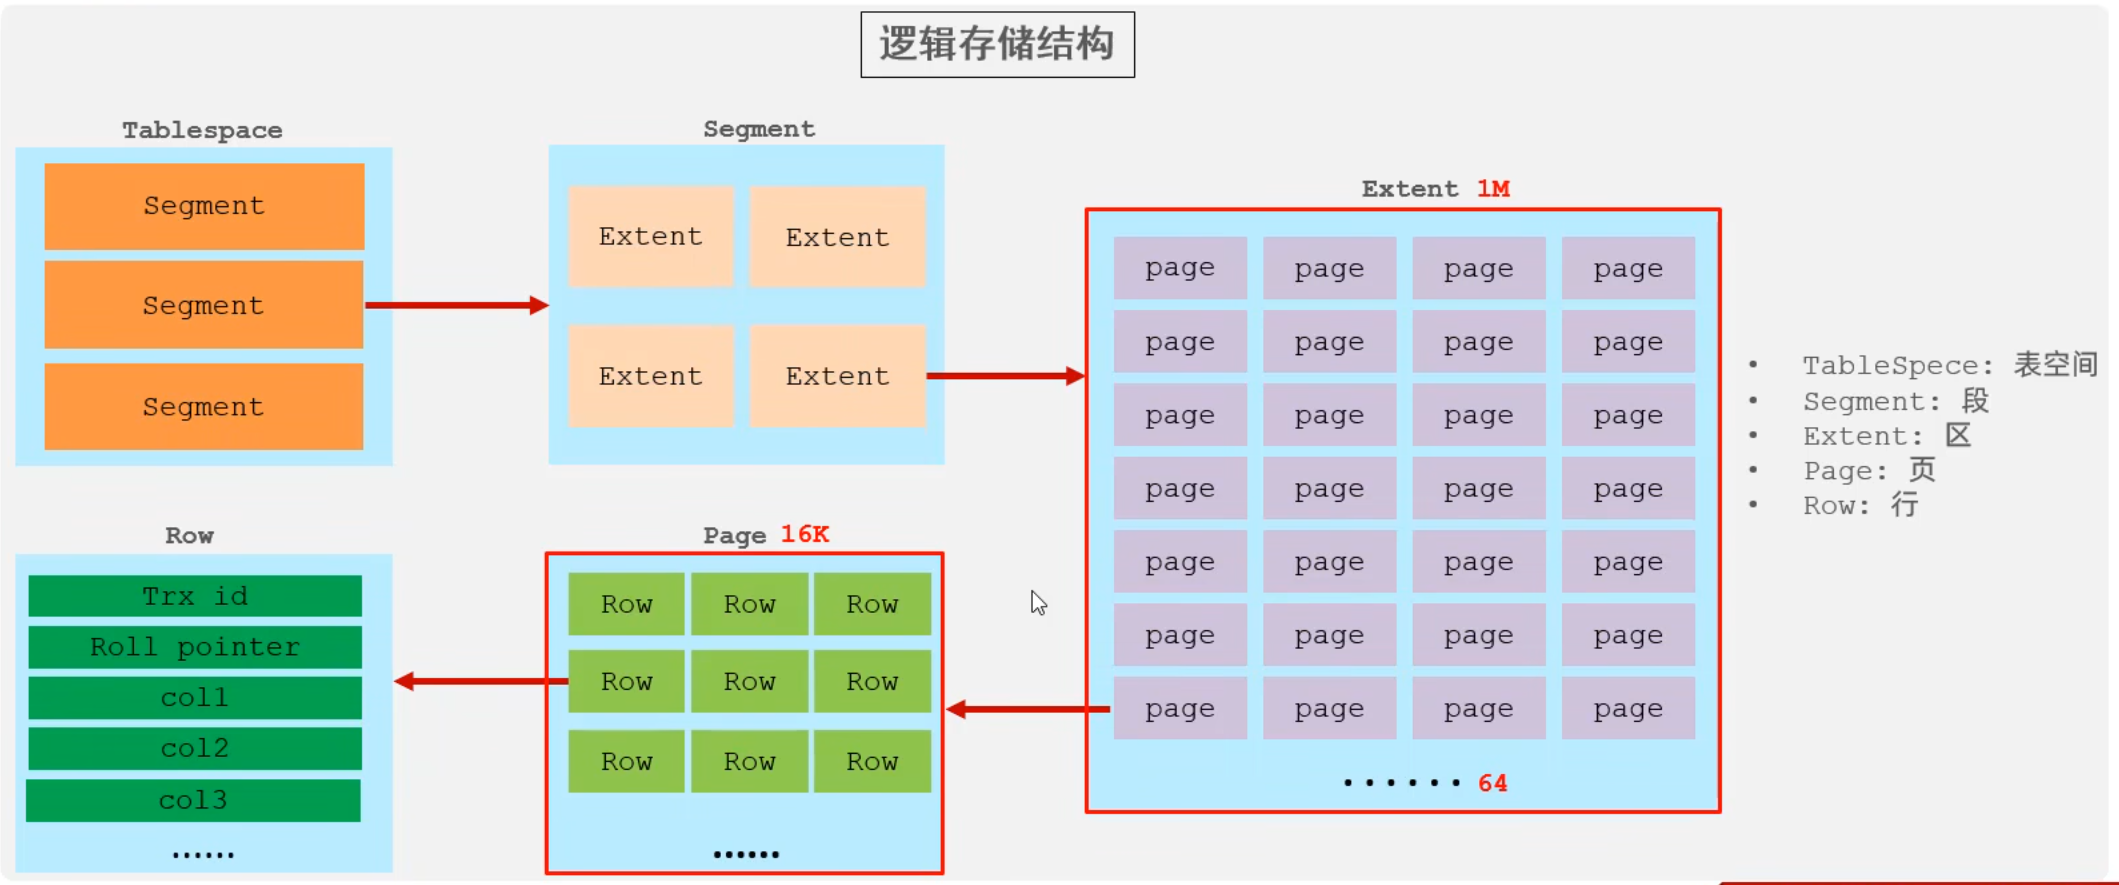 逻辑存储结构
Tablespace
Segment
Segment
Segment
Segment
Extent Extent
Extent Extent
Extent 1M
page page page page
page page page page
page page page page
page page page page
page page page page
page page page page
page page page page
······ 64
• TableSpece: 表空间
• Segment: 段
• Extent: 区
• Page: 页
• Row: 行
Row
Trx id
Roll pointer
col1
col2
col3
······
Page 16K
Row Row Row
Row Row Row
Row Row Row
······